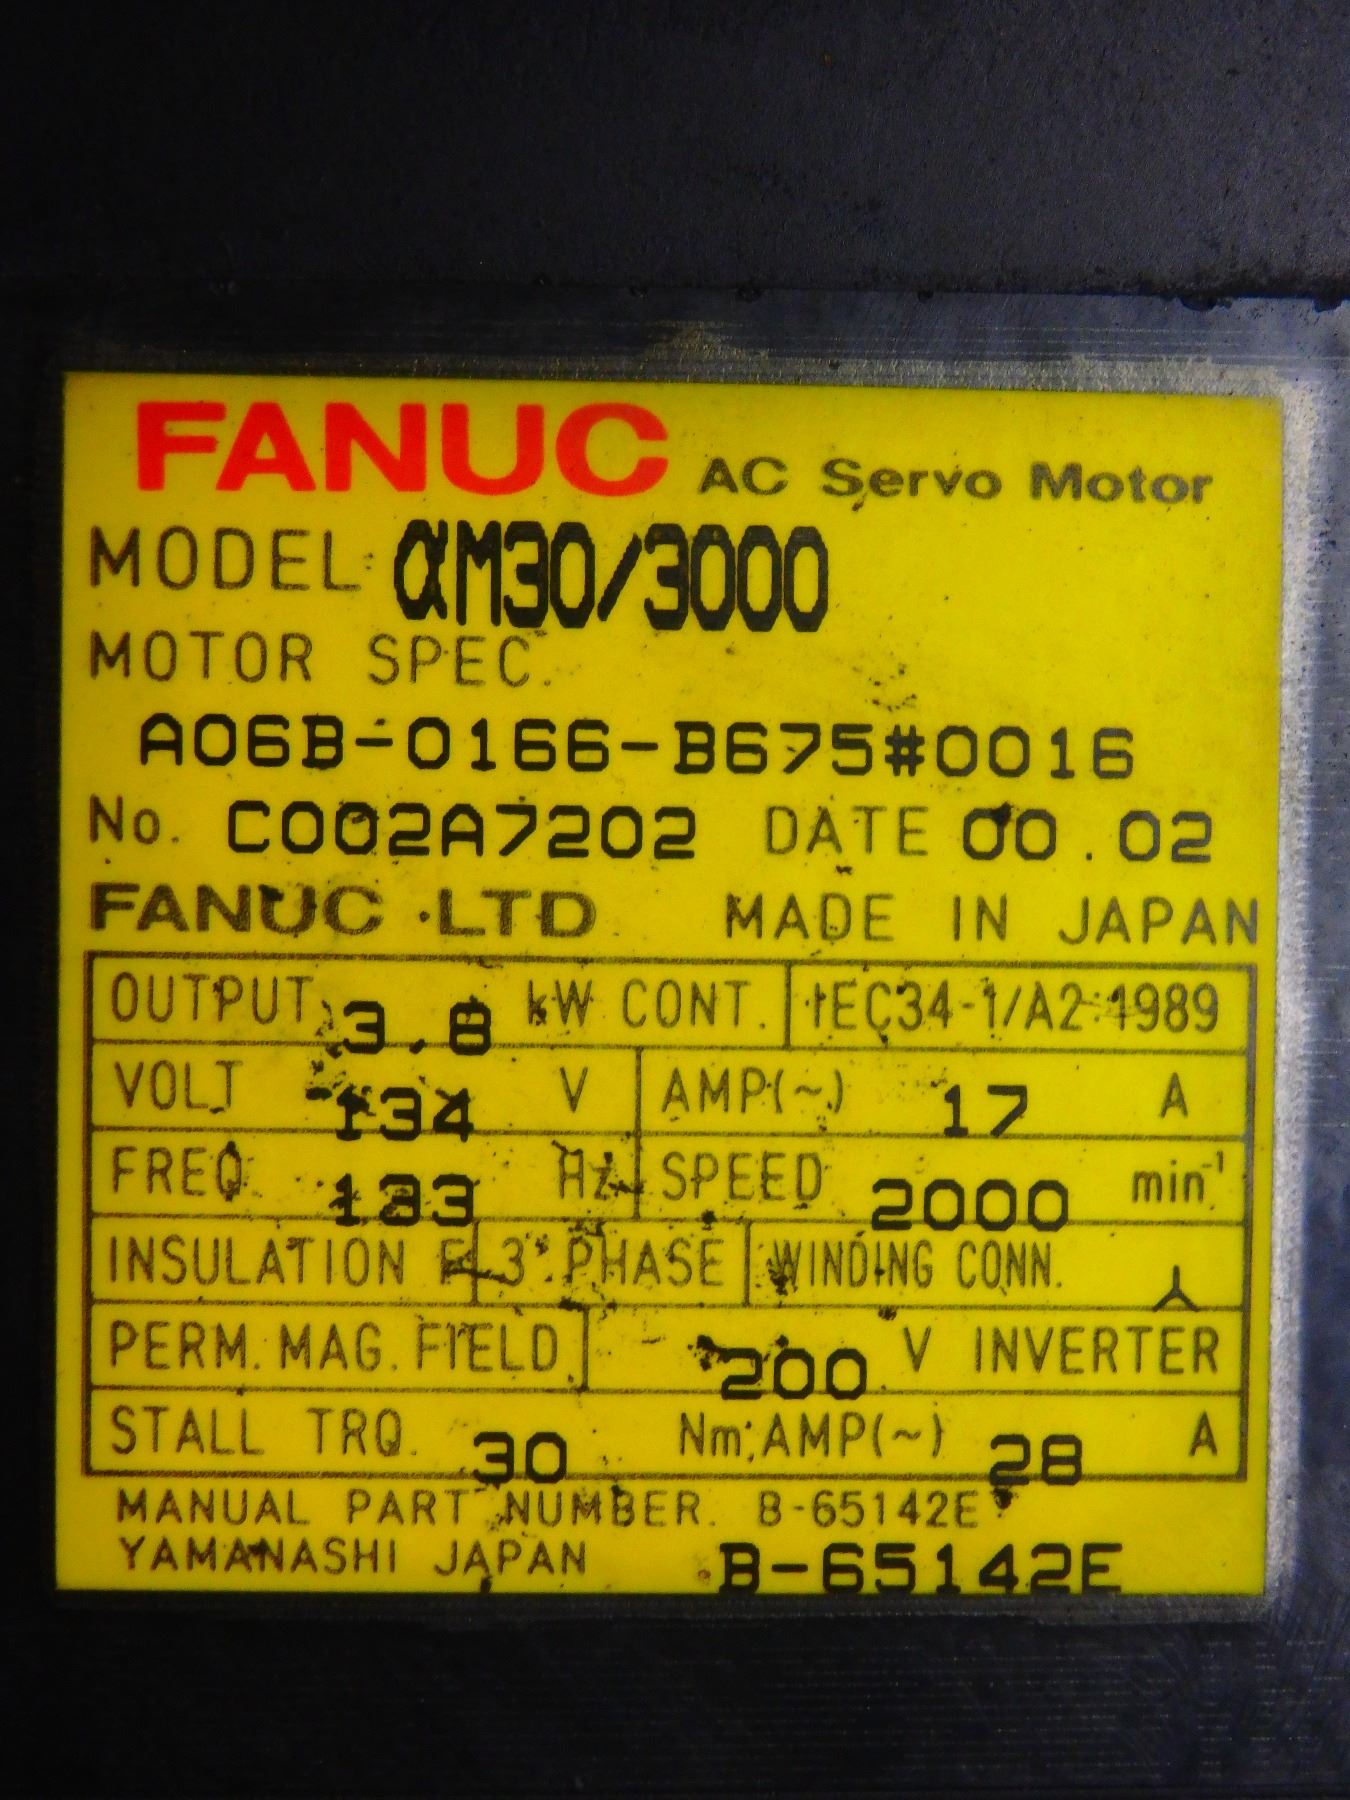 FANUC AC Servo Motor
MODEL αM30/3000
MOTOR SPEC.
A06B-0166-B675#0016
No. C002A7202 DATE 00.02
FANUC LTD MADE IN JAPAN
OUTPUT 3.8 kW CONT. IEC34-1/A2:1989
VOLT 134 V AMP(~) 17 A
FREQ. 133 Hz SPEED 2000 min⁻¹
INSULATION F 3 PHASE WINDING CONN. ⅄
PERM. MAG. FIELD 200 V INVERTER
STALL TRQ. 30 Nm;AMP(~) 28 A
MANUAL PART NUMBER. B-65142E
YAMANASHI JAPAN B-65142E